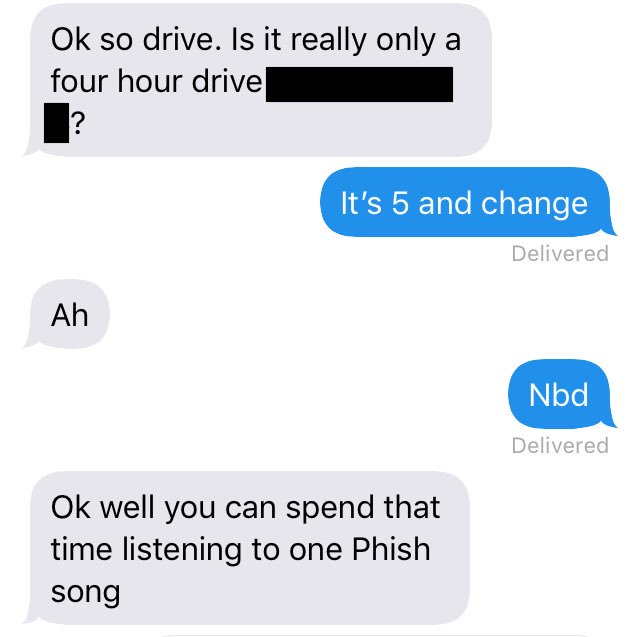 Ok so drive. Is it really only a
four hour drive
?
It's 5 and change
Delivered
Ah
Nbd
Delivered
Ok well you can spend that
time listening to one Phish
song